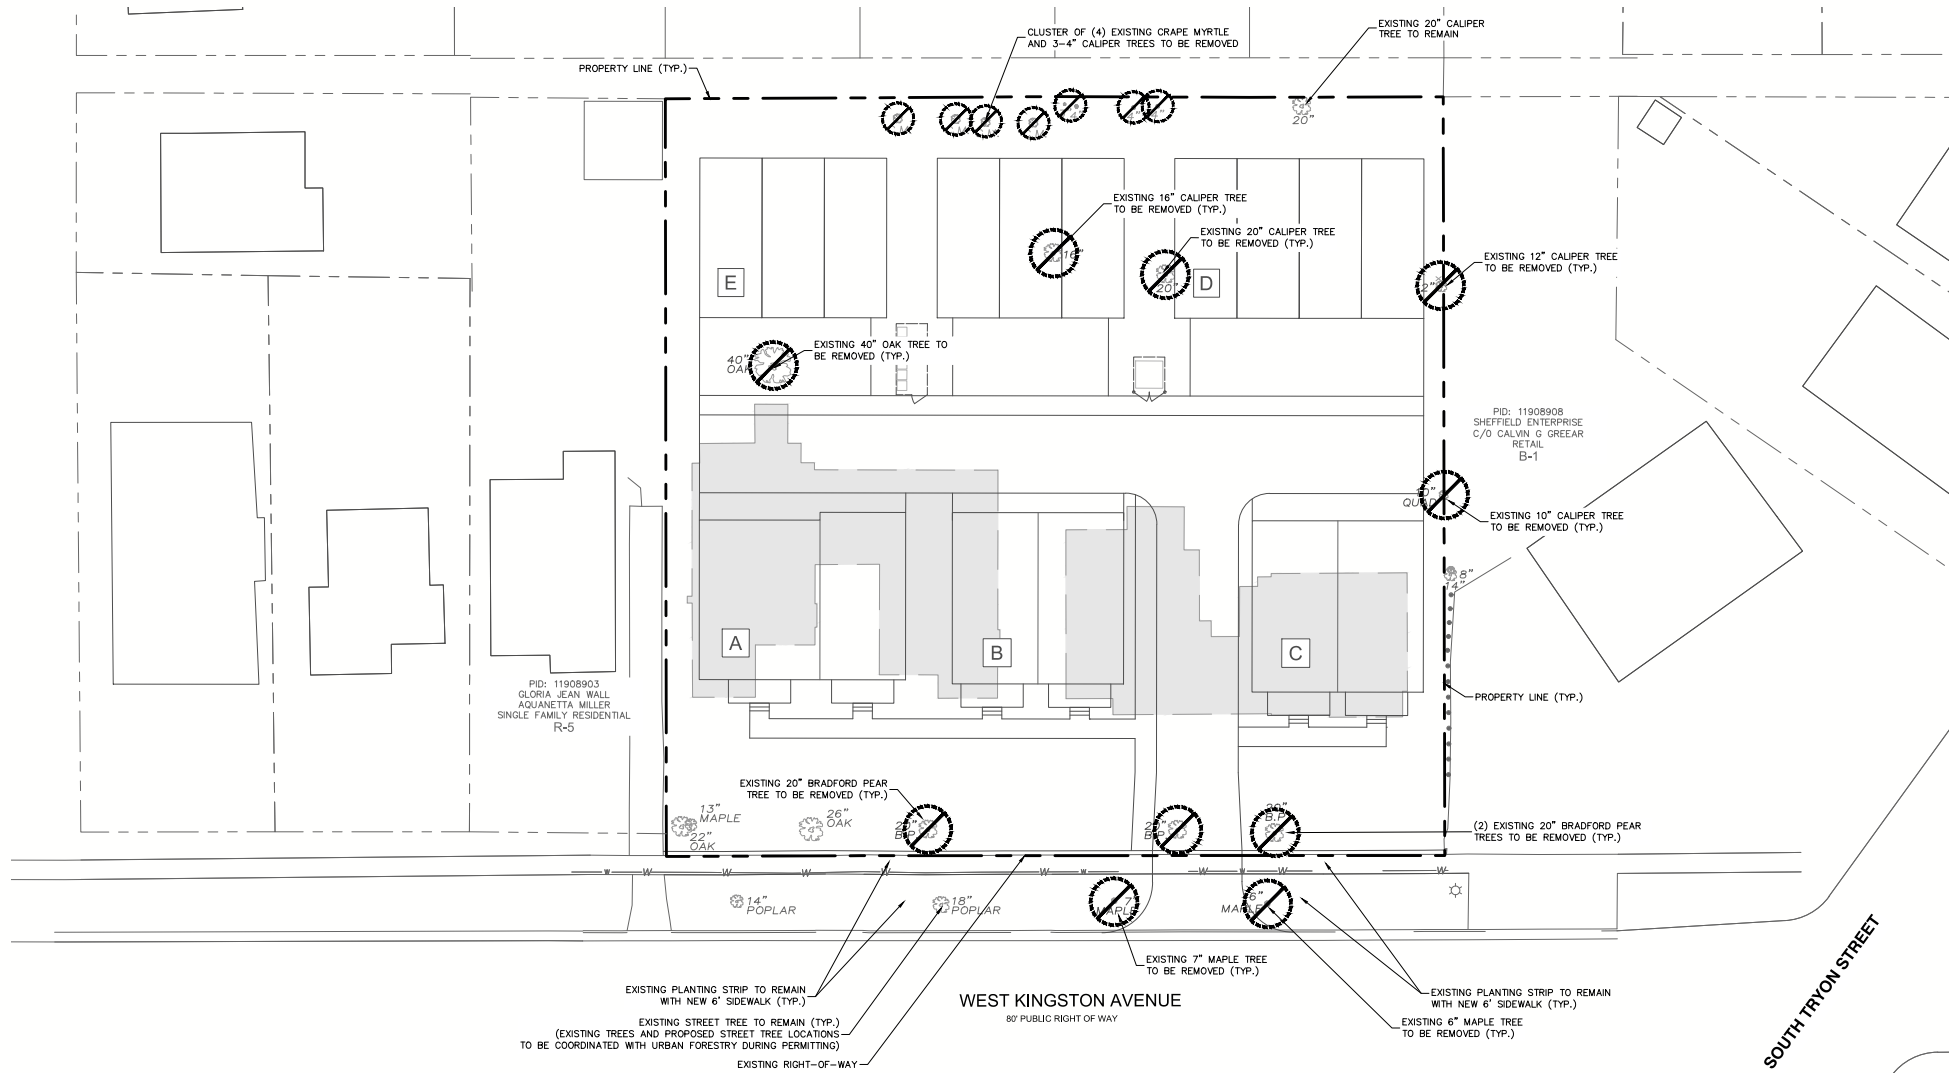 CLUSTER OF (4) EXISTING CRAPE MYRTLE
AND 3-4" CALIPER TREES TO BE REMOVED
EXISTING 20" CALIPER
TREE TO REMAIN
PROPERTY LINE (TYP.)
20"
EXISTING 16" CALIPER TREE
TO BE REMOVED (TYP.)
16"
EXISTING 20" CALIPER TREE
TO BE REMOVED (TYP.)
20"
EXISTING 12" CALIPER TREE
TO BE REMOVED (TYP.)
E
D
40"
OAK
EXISTING 40" OAK TREE TO
BE REMOVED (TYP.)
PID: 11908908
SHEFFIELD ENTERPRISE
C/O CALVIN G GREEAR
RETAIL
B-1
EXISTING 10" CALIPER TREE
TO BE REMOVED (TYP.)
8"
14"
A
B
C
PID: 11908903
GLORIA JEAN WALL
AQUANETTA MILLER
SINGLE FAMILY RESIDENTIAL
R-5
PROPERTY LINE (TYP.)
EXISTING 20" BRADFORD PEAR
TREE TO BE REMOVED (TYP.)
13"
MAPLE
22"
OAK
26"
OAK
20"
B.P
(2) EXISTING 20" BRADFORD PEAR
TREES TO BE REMOVED (TYP.)
W W W W W W W W W W W
14"
POPLAR
18"
POPLAR
7"
MAPLE
6"
MAPLE
EXISTING 7" MAPLE TREE
TO BE REMOVED (TYP.)
EXISTING PLANTING STRIP TO REMAIN
WITH NEW 6' SIDEWALK (TYP.)
WEST KINGSTON AVENUE
80' PUBLIC RIGHT OF WAY
EXISTING PLANTING STRIP TO REMAIN
WITH NEW 6' SIDEWALK (TYP.)
EXISTING STREET TREE TO REMAIN (TYP.)
(EXISTING TREES AND PROPOSED STREET TREE LOCATIONS
TO BE COORDINATED WITH URBAN FORESTRY DURING PERMITTING)
EXISTING 6" MAPLE TREE
TO BE REMOVED (TYP.)
EXISTING RIGHT-OF-WAY
SOUTH TRYON STREET